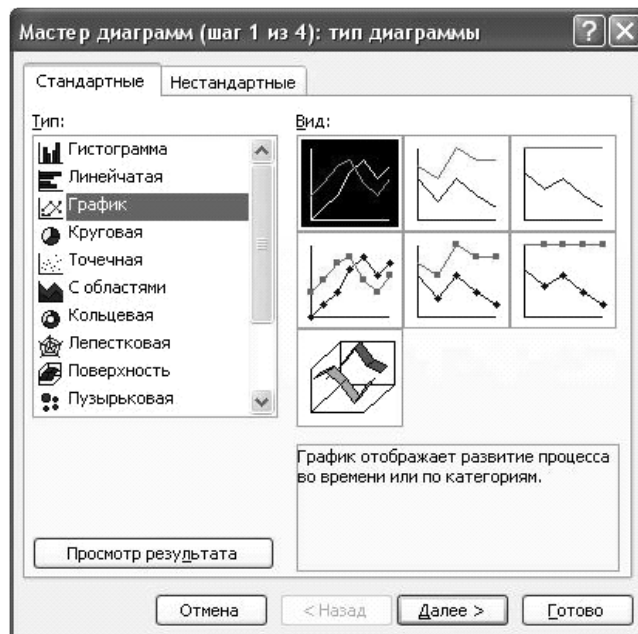 Мастер диаграмм (шаг 1 из 4): тип диаграммы
Стандартные
Нестандартные
Тип:
Гистограмма
Линейчатая
График
Круговая
Точечная
С областями
Кольцевая
Лепестковая
Поверхность
Пузырьковая
Вид:
График отображает развитие процесса
во времени или по категориям.
Просмотр результата
Отмена
< Назад
Далее >
Готово